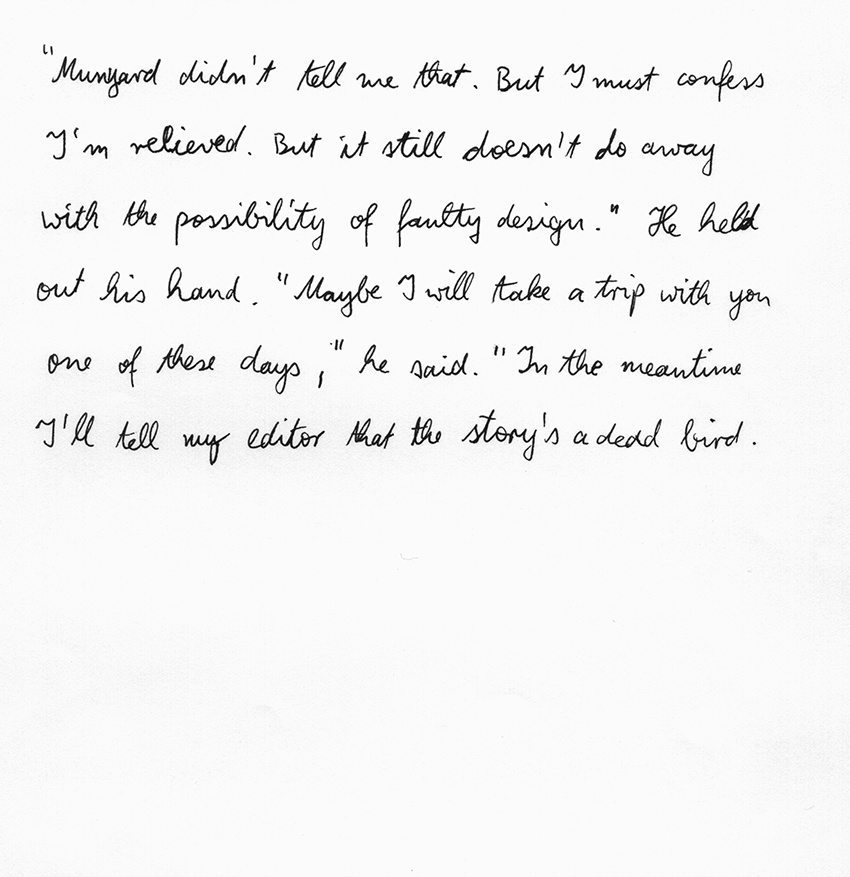 "Munyard didn't tell me that. But I must confess
I'm relieved. But it still doesn't do away
with the possibility of faulty design." He held
out his hand. "Maybe I will take a trip with you
one of these days," he said. "In the meantime
I'll tell my editor that the story's a dead bird.